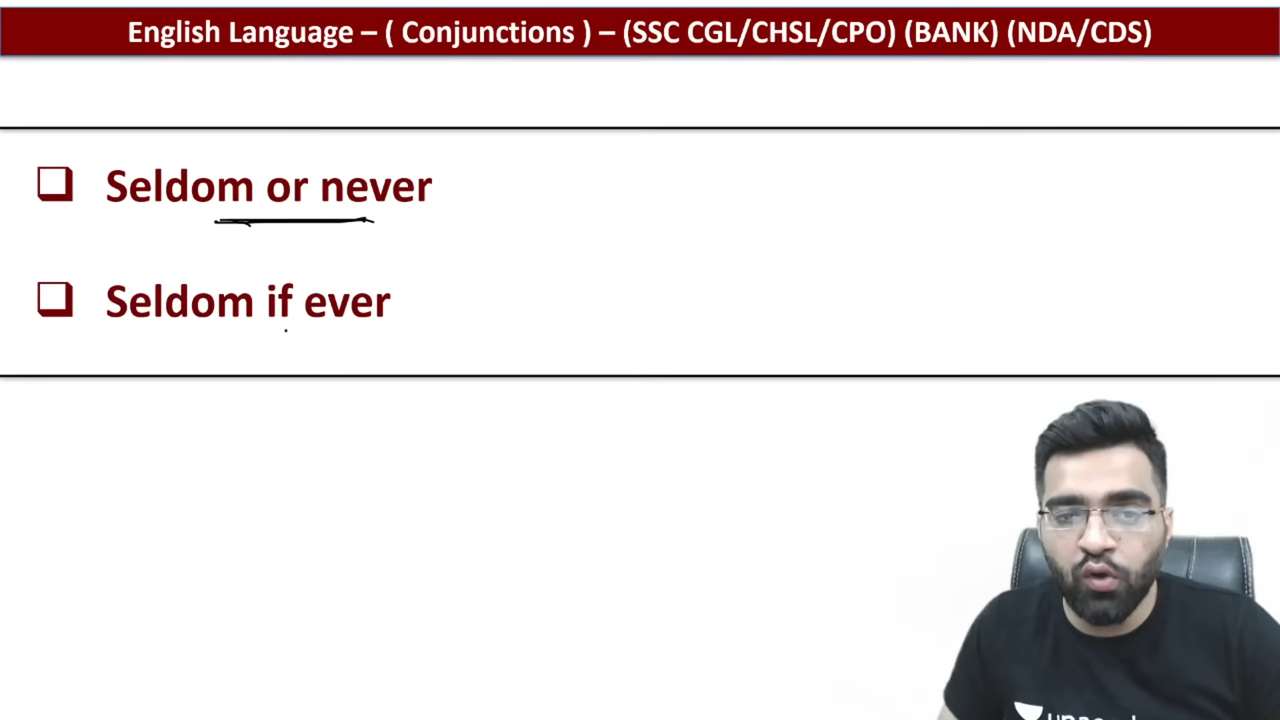 English Language – ( Conjunctions ) – (SSC CGL/CHSL/CPO) (BANK) (NDA/CDS)
Seldom or never
Seldom if ever